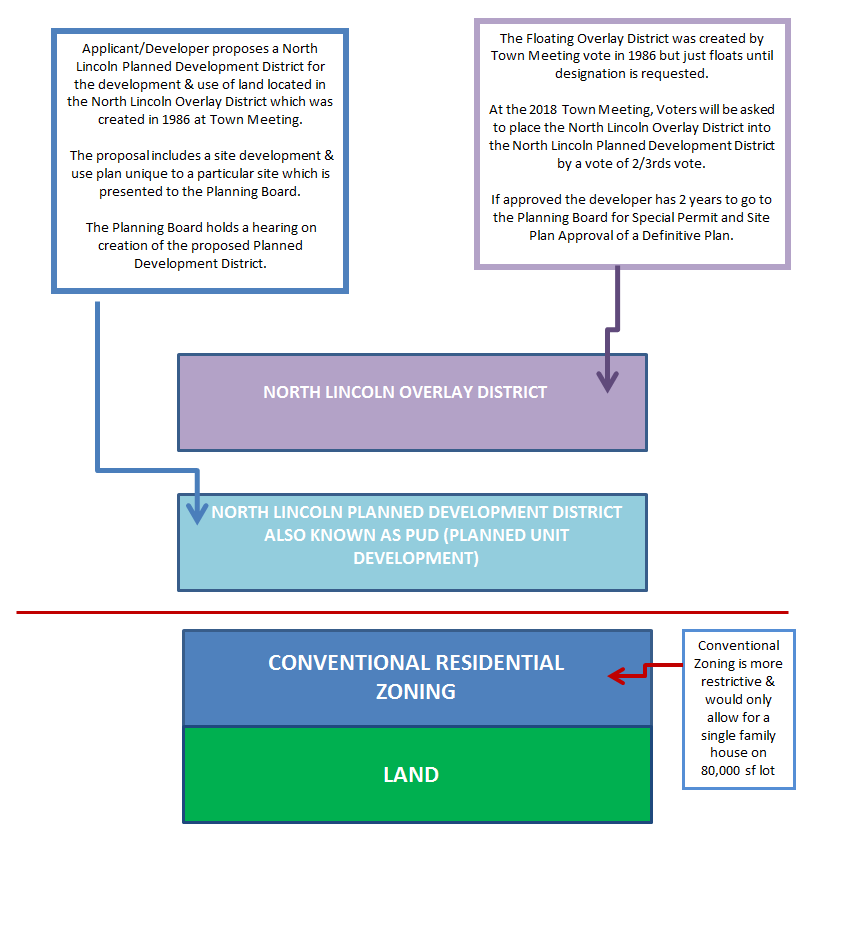 Applicant/Developer proposes a North
Lincoln Planned Development District for
the development & use of land located in
the North Lincoln Overlay District which was
created in 1986 at Town Meeting.
The proposal includes a site development &
use plan unique to a particular site which is
presented to the Planning Board.
The Planning Board holds a hearing on
creation of the proposed Planned
Development District.
The Floating Overlay District was created by
Town Meeting vote in 1986 but just floats until
designation is requested.
At the 2018 Town Meeting, Voters will be asked
to place the North Lincoln Overlay District into
the North Lincoln Planned Development District
by a vote of 2/3rds vote.
If approved the developer has 2 years to go to
the Planning Board for Special Permit and Site
Plan Approval of a Definitive Plan.
NORTH LINCOLN OVERLAY DISTRICT
NORTH LINCOLN PLANNED DEVELOPMENT DISTRICT
ALSO KNOWN AS PUD (PLANNED UNIT
DEVELOPMENT)
CONVENTIONAL RESIDENTIAL
ZONING
LAND
Conventional
Zoning is more
restrictive &
would only
allow for a
single family
house on
80,000 sf lot